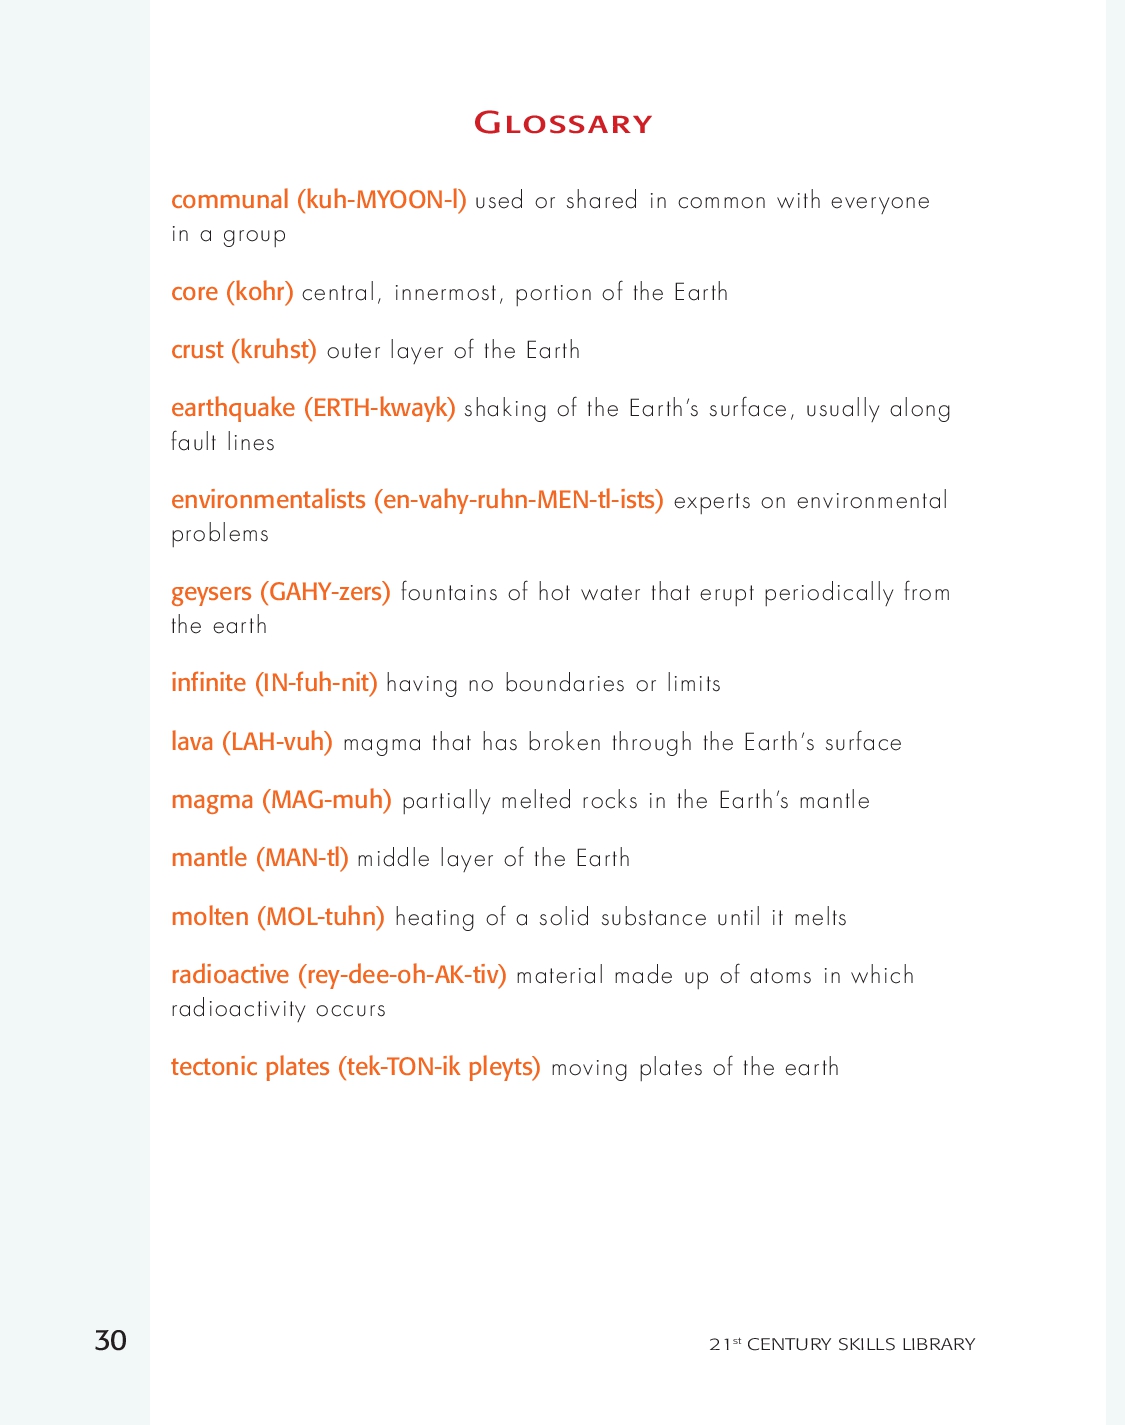 GLOSSARY
communal (kuh-MYOON-l) used or shared in common with everyone
in a group
core (kohr) central, innermost, portion of the Earth
crust (kruhst) outer layer of the Earth
earthquake (ERTH-kwayk) shaking of the Earth’s surface, usually along
fault lines
environmentalists (en-vahy-ruhn-MEN-tl-ists) experts on environmental
problems
geysers (GAHY-zers) fountains of hot water that erupt periodically from
the earth
infinite (IN-fuh-nit) having no boundaries or limits
lava (LAH-vuh) magma that has broken through the Earth’s surface
magma (MAG-muh) partially melted rocks in the Earth’s mantle
mantle (MAN-tl) middle layer of the Earth
molten (MOL-tuhn) heating of a solid substance until it melts
radioactive (rey-dee-oh-AK-tiv) material made up of atoms in which
radioactivity occurs
tectonic plates (tek-TON-ik pleyts) moving plates of the earth
30
21st CENTURY SKILLS LIBRARY